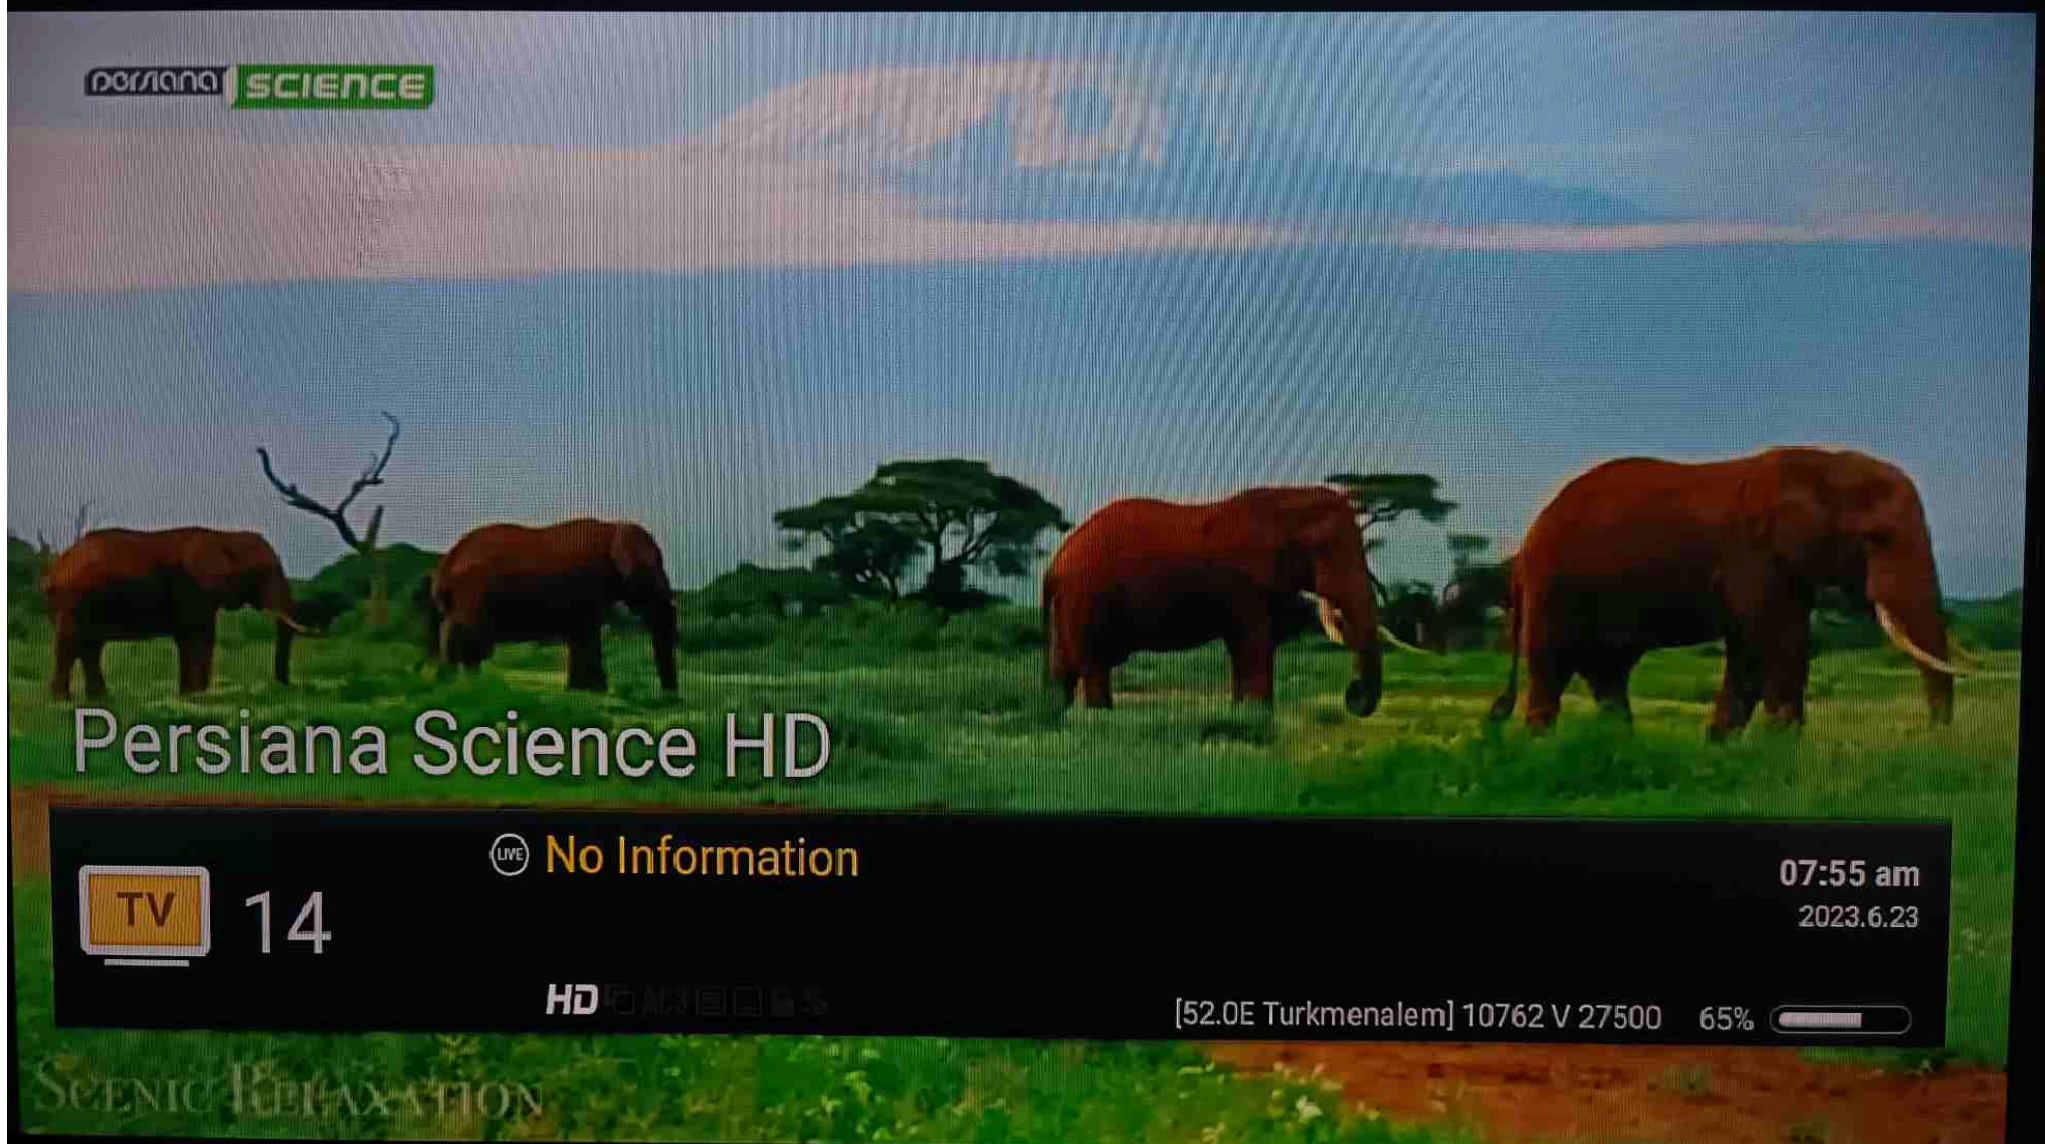 persiana SCIENCE
Persiana Science HD
LIVE No Information
TV 14
07:55 am
2023.6.23
HD AC3
[52.0E Turkmenalem] 10762 V 27500 65%
SCENIC RELAXATION